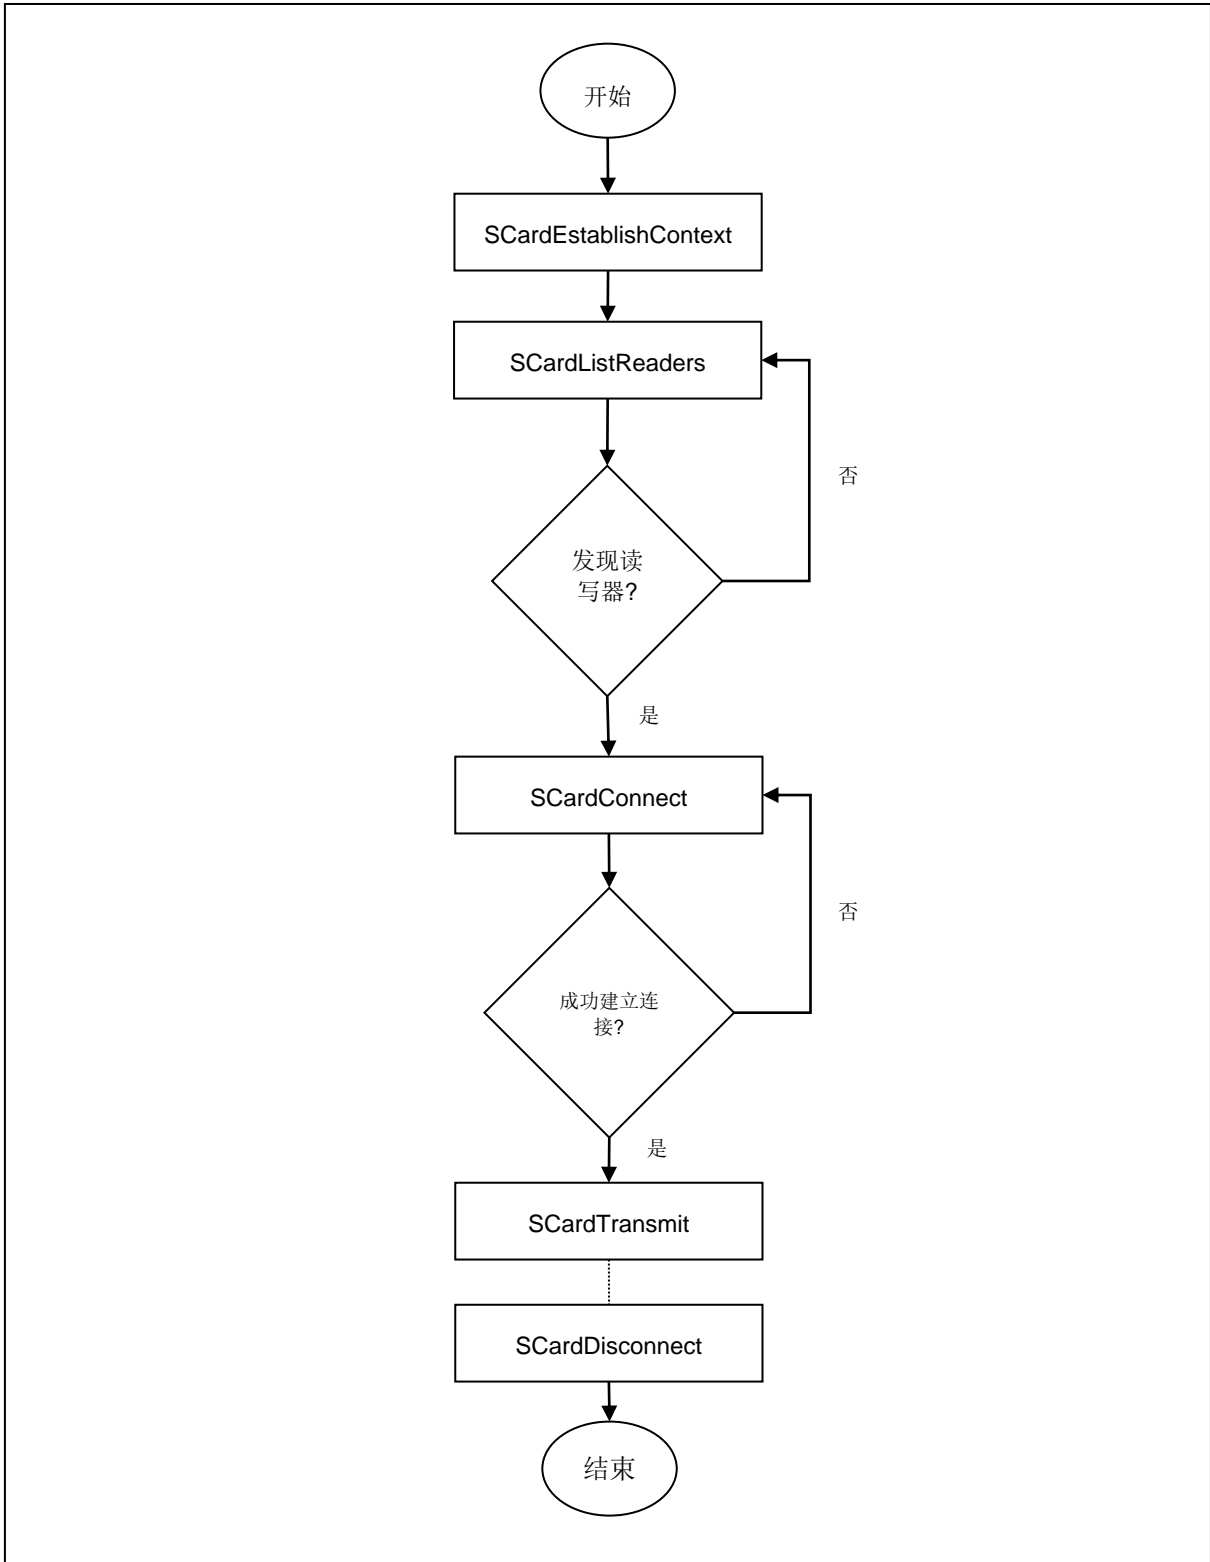 开始
SCardEstablishContext
SCardListReaders
否
发现读
写器?
是
SCardConnect
否
成功建立连
接?
是
SCardTransmit
SCardDisconnect
结束